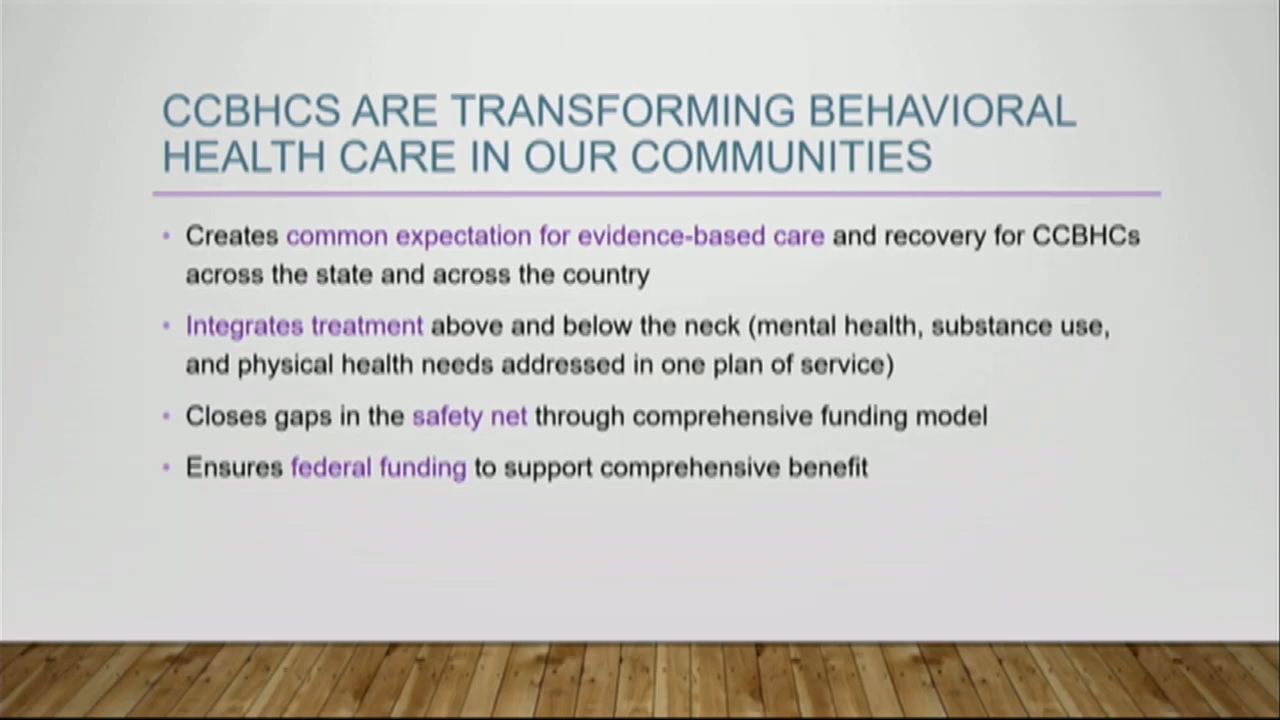 CCBHCS ARE TRANSFORMING BEHAVIORAL
HEALTH CARE IN OUR COMMUNITIES
• Creates common expectation for evidence-based care and recovery for CCBHCs
across the state and across the country
• Integrates treatment above and below the neck (mental health, substance use,
and physical health needs addressed in one plan of service)
• Closes gaps in the safety net through comprehensive funding model
• Ensures federal funding to support comprehensive benefit